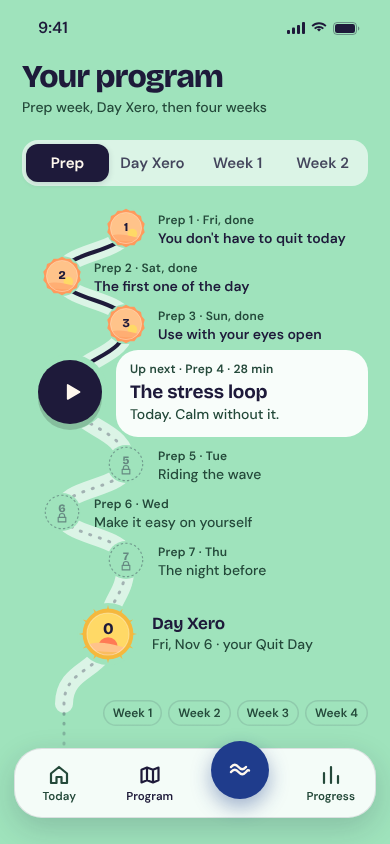 9:41
Your program
Prep week, Day Xero, then four weeks
Prep
Day Xero
Week 1
Week 2
1
Prep 1 · Fri, done
You don't have to quit today
2
Prep 2 · Sat, done
The first one of the day
3
Prep 3 · Sun, done
Use with your eyes open
Up next · Prep 4 · 28 min
The stress loop
Today. Calm without it.
5
Prep 5 · Tue
Riding the wave
6
Prep 6 · Wed
Make it easy on yourself
7
Prep 7 · Thu
The night before
0
Day Xero
Fri, Nov 6 · your Quit Day
Week 1
Week 2
Week 3
Week 4
Today
Program
Progress